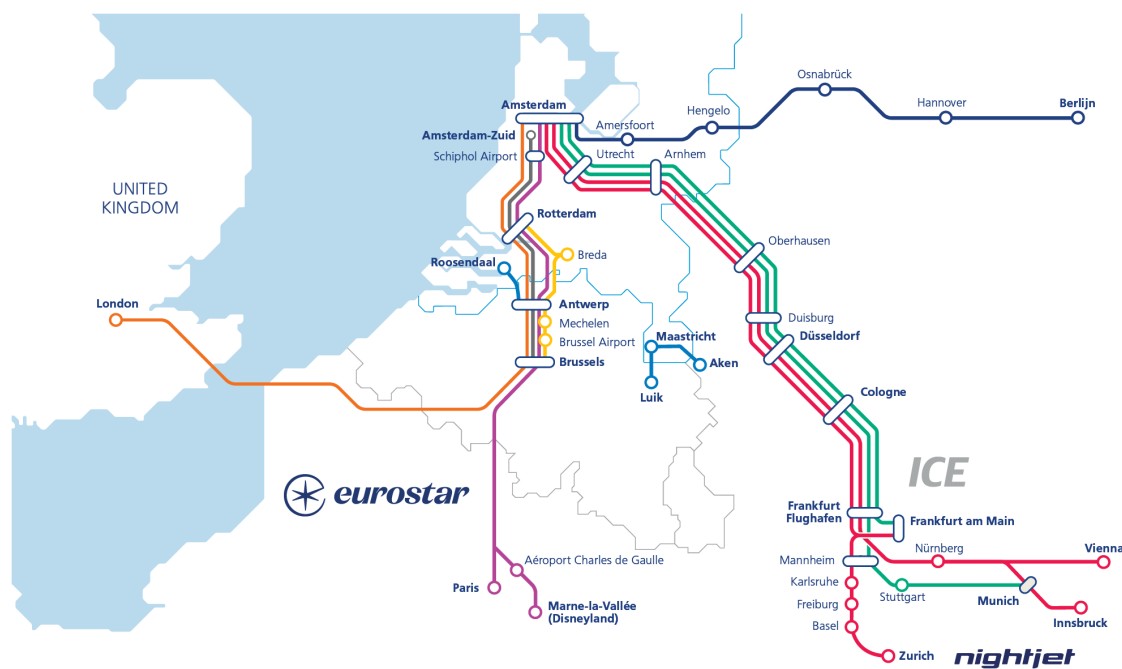 Osnabrück
Hannover
Berlijn
Hengelo
Amersfoort
Amsterdam
Amsterdam-Zuid
Schiphol Airport
Utrecht
Arnhem
UNITED
KINGDOM
Rotterdam
Oberhausen
Breda
Roosendaal
London
Antwerp
Mechelen
Brussel Airport
Brussels
Duisburg
Düsseldorf
Maastricht
Aken
Luik
Cologne
ICE
eurostar
Frankfurt
Flughafen
Frankfurt am Main
Nürnberg
Vienna
Mannheim
Aéroport Charles de Gaulle
Karlsruhe
Stuttgart
Munich
Paris
Marne-la-Vallée
(Disneyland)
Freiburg
Basel
Innsbruck
Zurich
nightjet